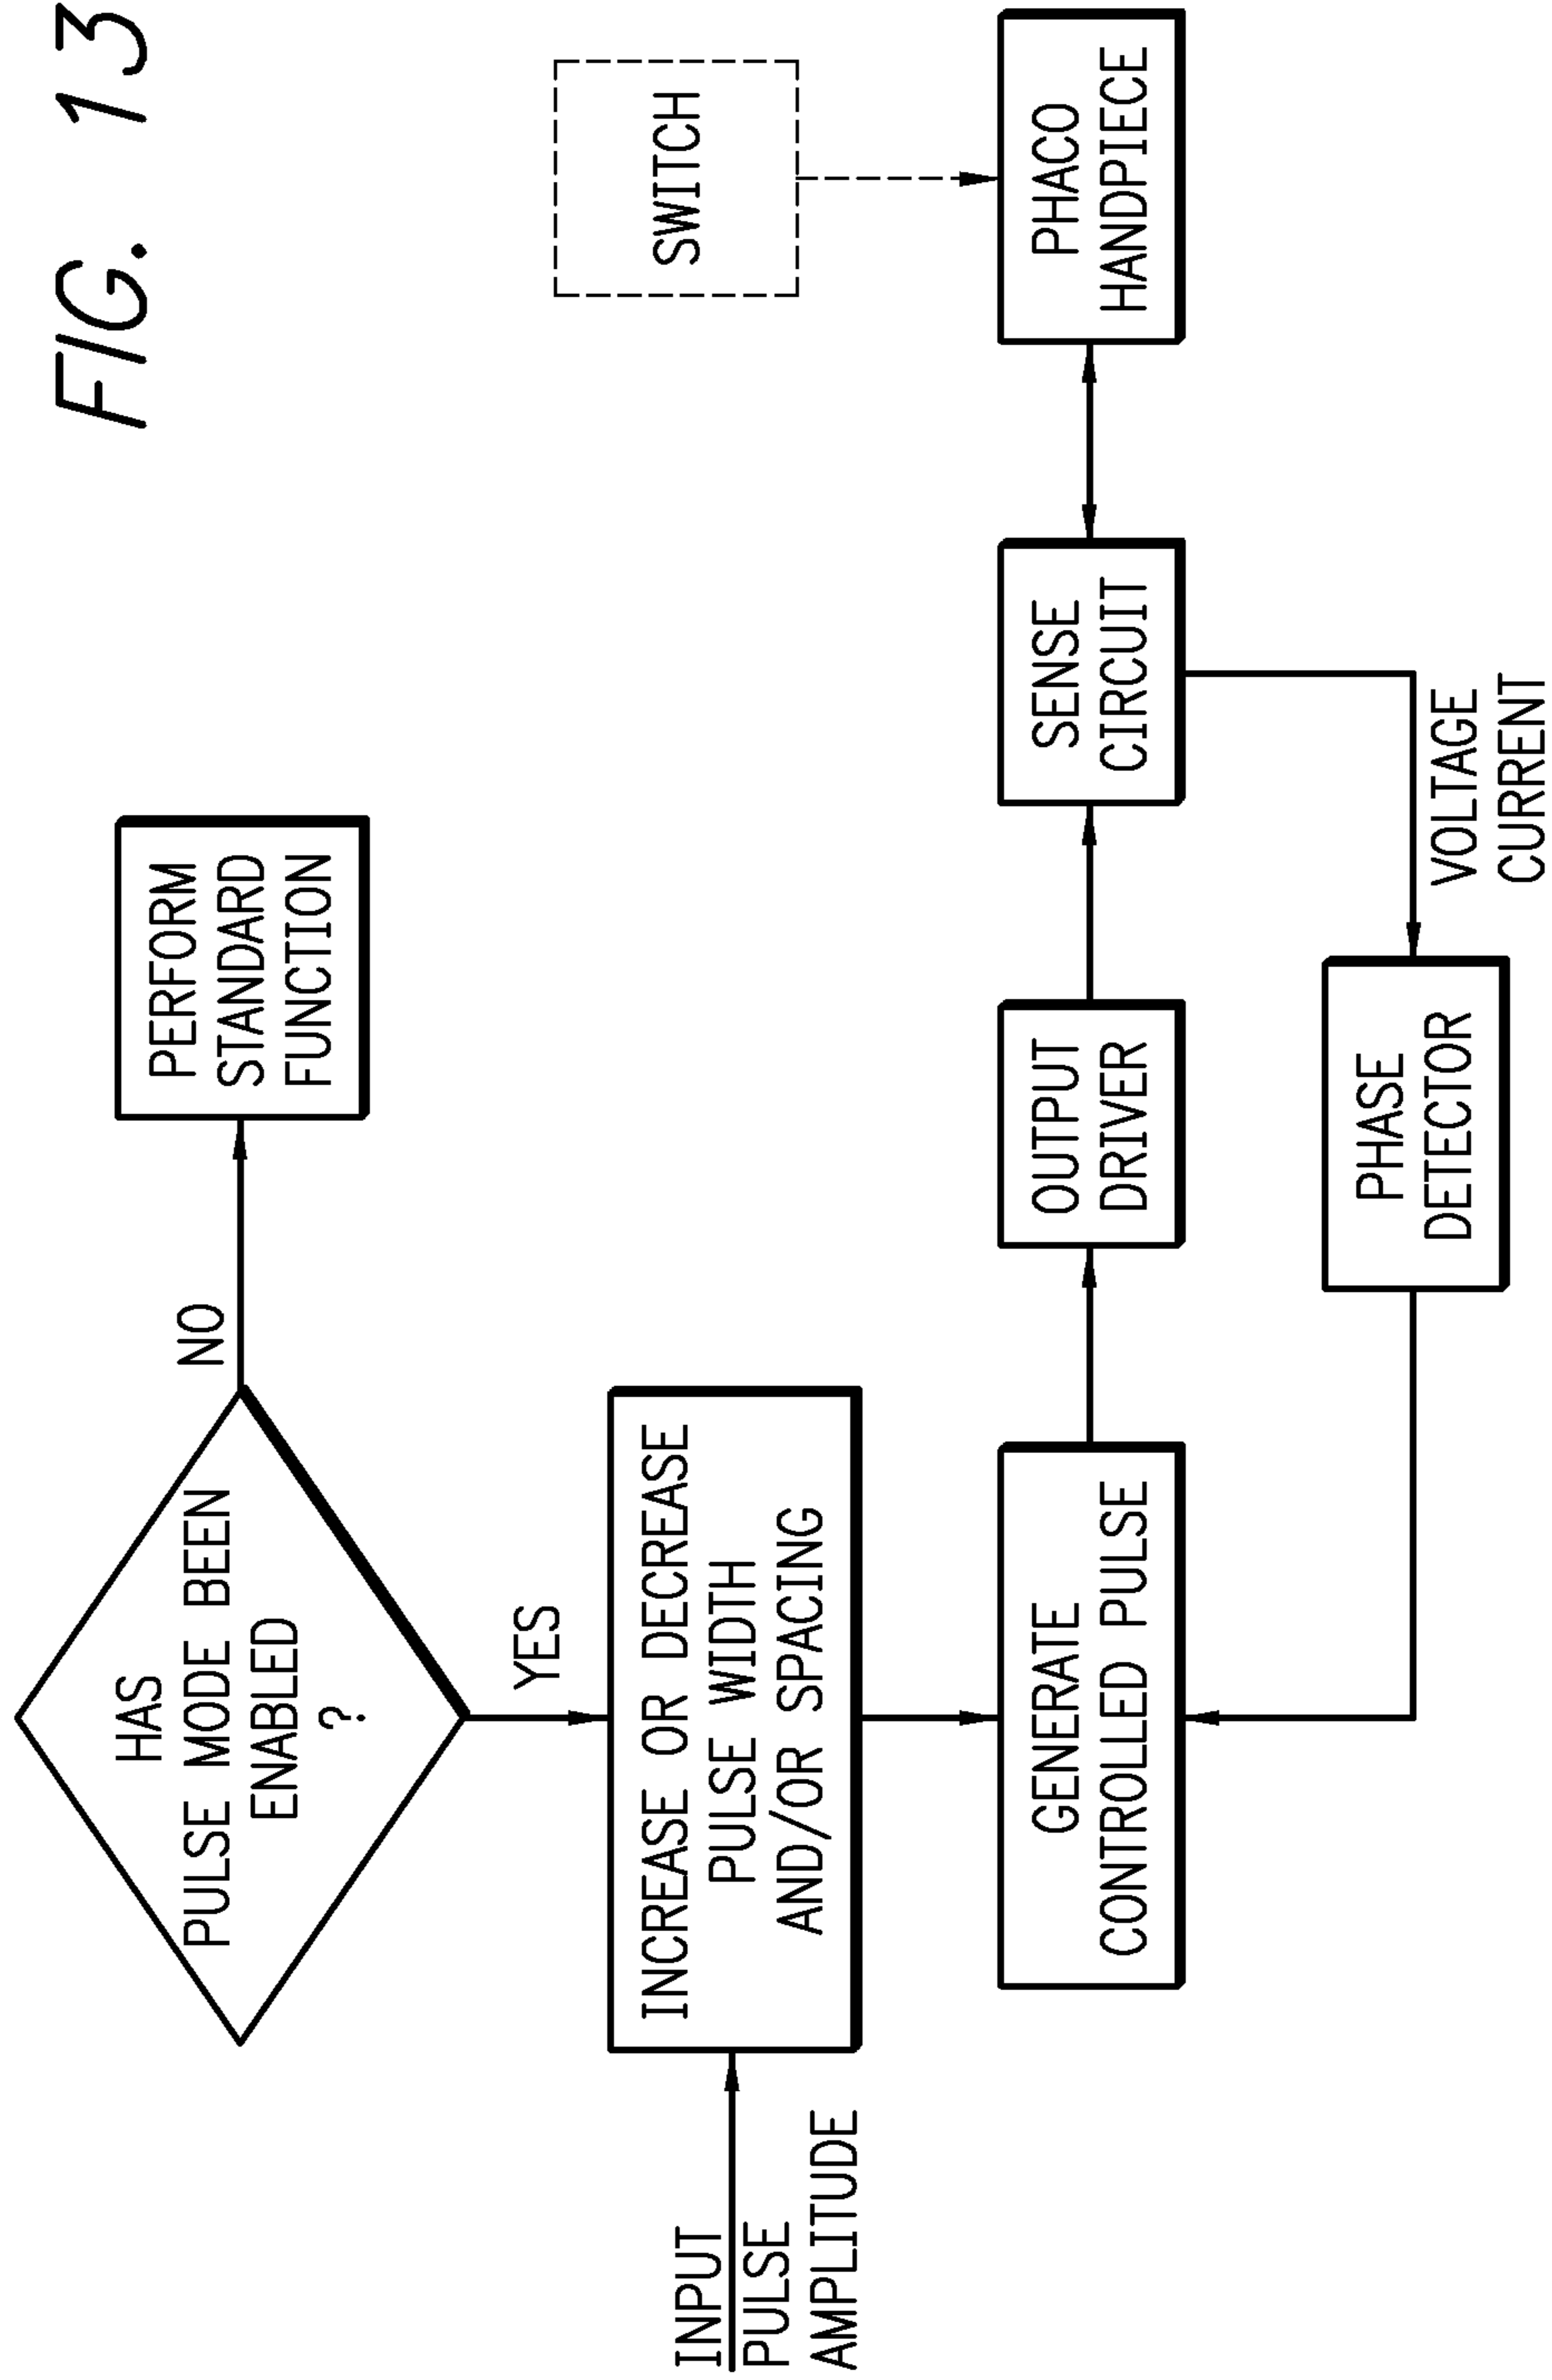 FIG. 13
HAS
PULSE MODE BEEN
ENABLED
?
NO
PERFORM
STANDARD
FUNCTION
YES
INPUT
PULSE
AMPLITUDE
INCREASE OR DECREASE
PULSE WIDTH
AND/OR SPACING
SWITCH
GENERATE
CONTROLLED PULSE
OUTPUT
DRIVER
SENSE
CIRCUIT
PHACO
HANDPIECE
PHASE
DETECTOR
VOLTAGE
CURRENT